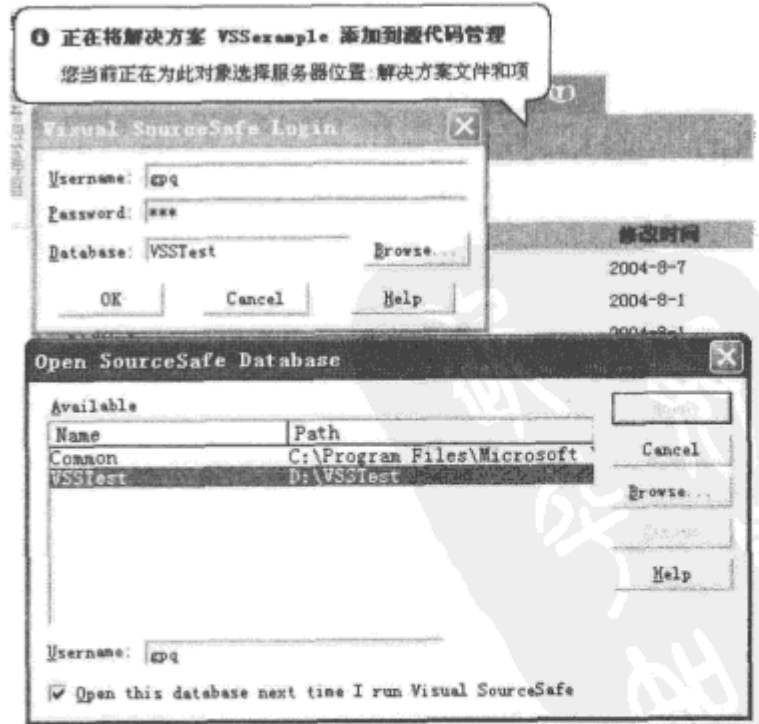 正在将解决方案 VSSexample 添加到源代码管理
您当前正在为此对象选择服务器位置:解决方案文件和项
Visual SourceSafe Login
Username: gpq
Password: ***
Database: VSSTest Browse...
OK Cancel Help
修改时间
2004-8-7
2004-8-1
2004-8-1
Open SourceSafe Database
Available
Name Path
Common C:\Program Files\Microsoft
Cancel
VSSTest D:\VSSTest
Browse...
Help
Username: gpq
Open this database next time I run Visual SourceSafe